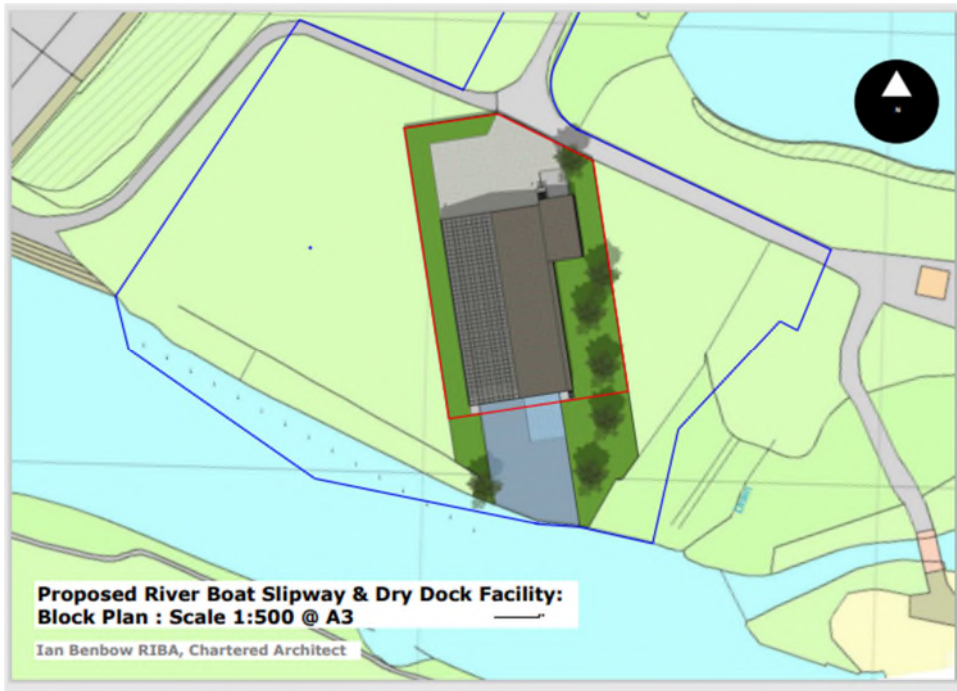 N
Proposed River Boat Slipway & Dry Dock Facility:
Block Plan : Scale 1:500 @ A3
Ian Benbow RIBA, Chartered Architect